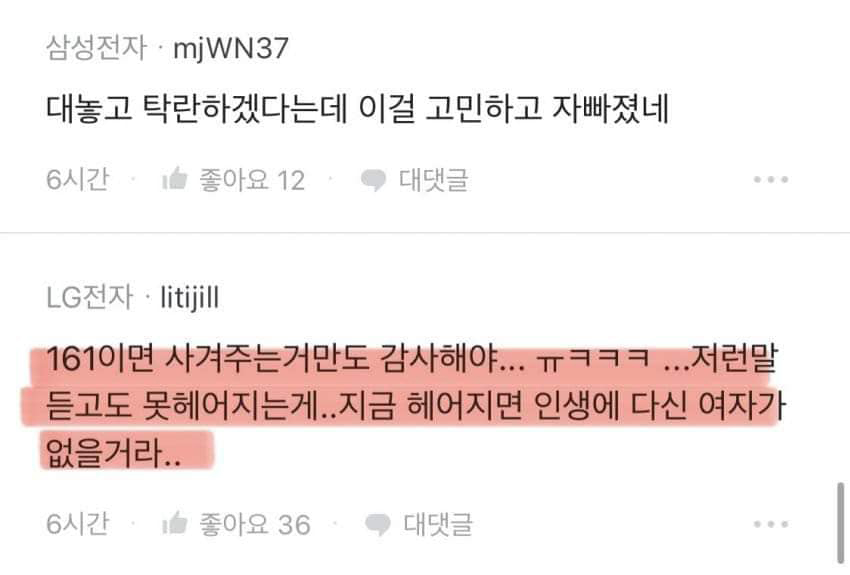 삼성전자 · mjWN37
대놓고 탁란하겠다는데 이걸 고민하고 자빠졌네
6시간 · 좋아요 12 · 대댓글
LG전자 · litijill
161이면 사겨주는거만도 감사해야... ㅠㅋㅋㅋ ...저런말
듣고도 못헤어지는게..지금 헤어지면 인생에 다신 여자가
없을거라..
6시간 · 좋아요 36 · 대댓글